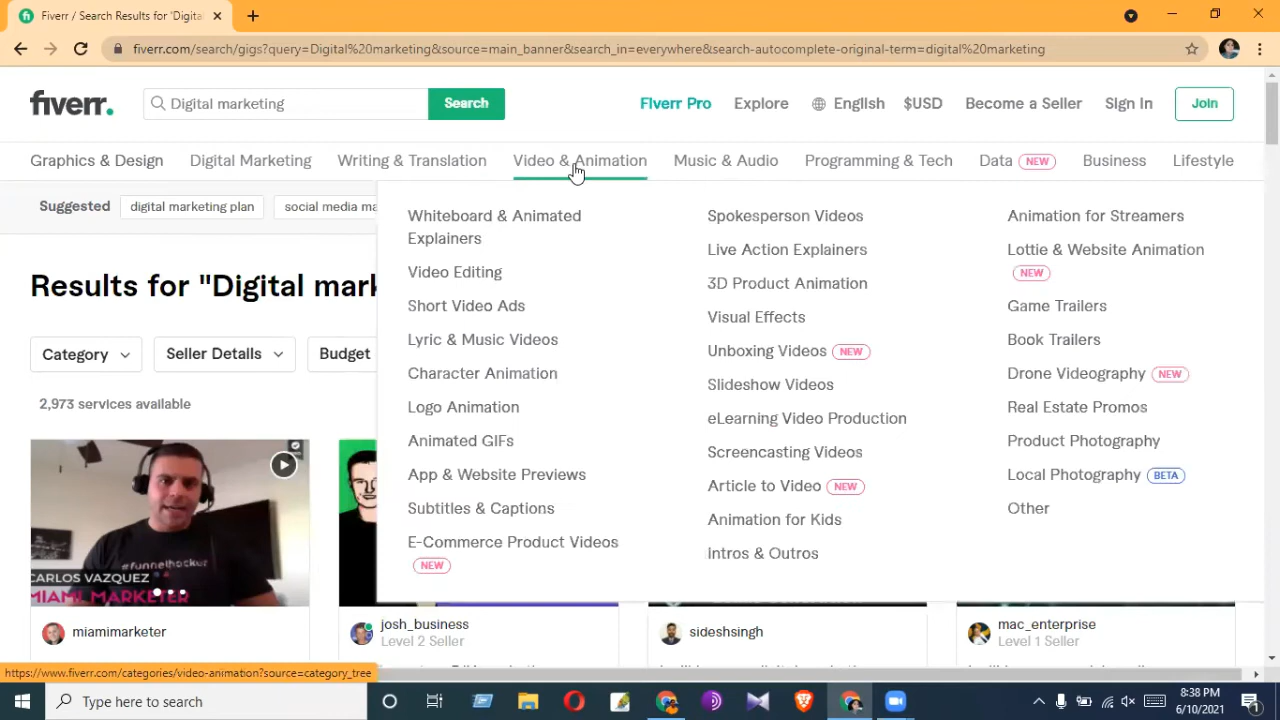 Fiverr / Search Results for 'Digita
fiverr.com/search/gigs?query=Digital%20marketing&source=main_banner&search_in=everywhere&search-autocomplete-original-term=digital%20marketing
fiverr.
Digital marketing
Search
Fiverr Pro
Explore
English
$USD
Become a Seller
Sign In
Join
Graphics & Design
Digital Marketing
Writing & Translation
Video & Animation
Music & Audio
Programming & Tech
Data NEW
Business
Lifestyle
Suggested
digital marketing plan
social media ma
Whiteboard & Animated
Explainers
Video Editing
Short Video Ads
Lyric & Music Videos
Character Animation
Logo Animation
Animated GIFs
App & Website Previews
Subtitles & Captions
E-Commerce Product Videos
NEW
Spokesperson Videos
Live Action Explainers
3D Product Animation
Visual Effects
Unboxing Videos NEW
Slideshow Videos
eLearning Video Production
Screencasting Videos
Article to Video NEW
Animation for Kids
Intros & Outros
Animation for Streamers
Lottie & Website Animation
NEW
Game Trailers
Book Trailers
Drone Videography NEW
Real Estate Promos
Product Photography
Local Photography BETA
Other
Results for "Digital mark
Category
Seller Details
Budget
2,973 services available
#funnelhacker
CARLOS VAZQUEZ
MIAMI MARKETER
miamimarketer
josh_business
Level 2 Seller
sideshsingh
mac_enterprise
Level 1 Seller
https://www.fiverr.com/categories/video-animation?source=category_tree
Type here to search
8:38 PM
6/10/2021
1